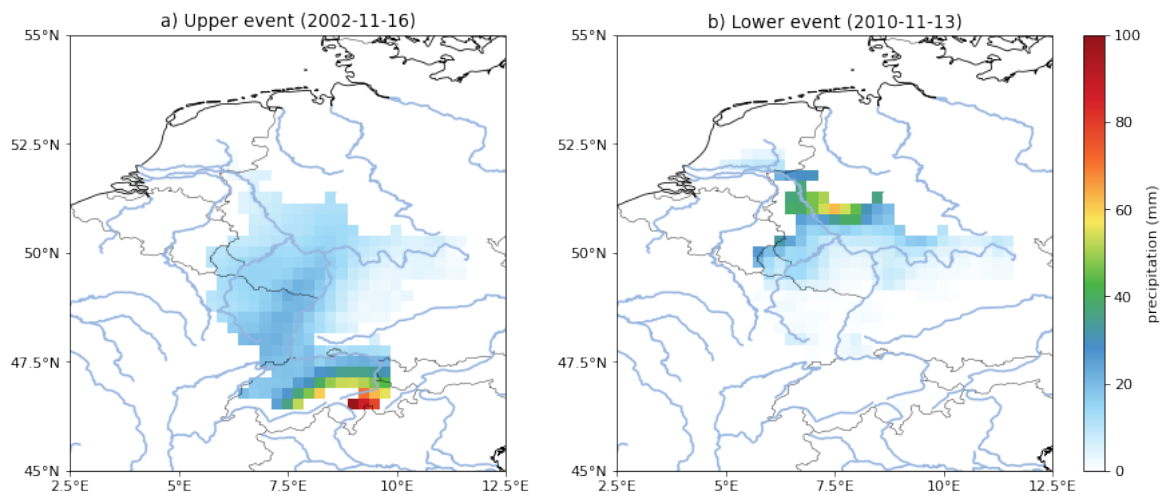 a) Upper event (2002-11-16)
55°N
52.5°N
50°N
47.5°N
45°N
2.5°E
5°E
7.5°E
10°E
12.5°E
b) Lower event (2010-11-13)
55°N
52.5°N
50°N
47.5°N
45°N
2.5°E
5°E
7.5°E
10°E
12.5°E
100
80
60
40
20
0
precipitation (mm)